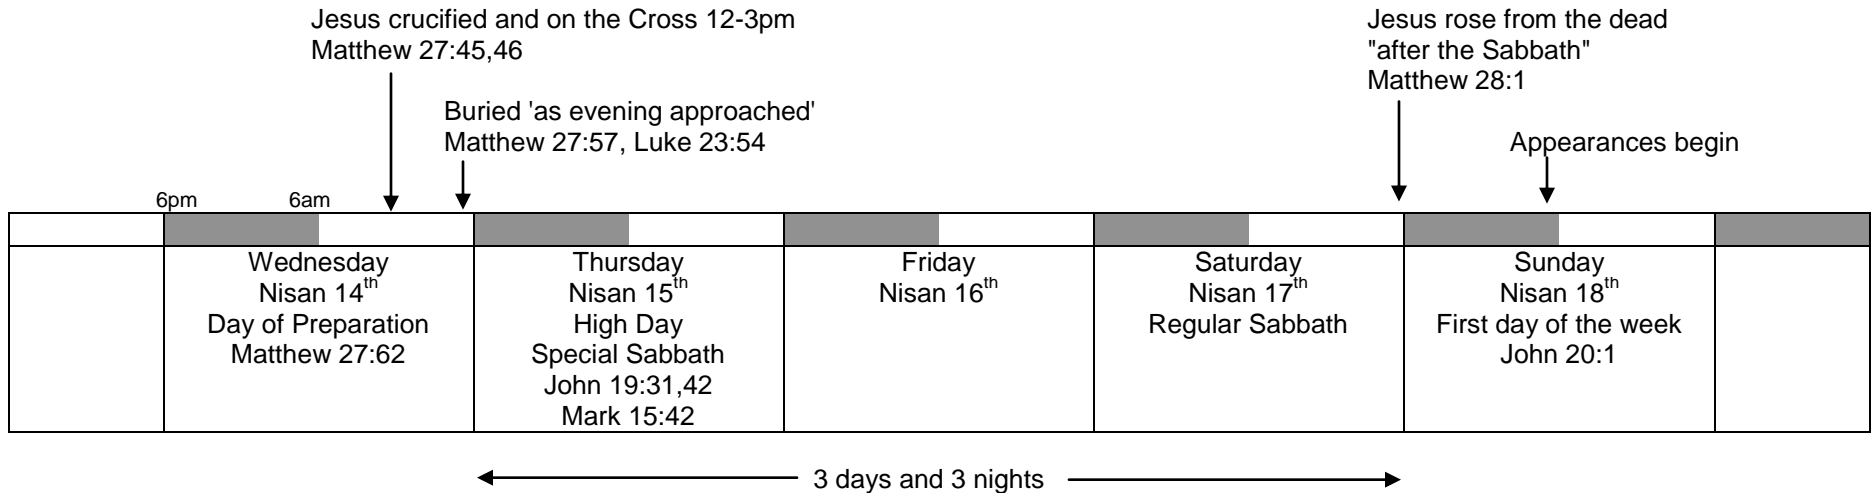 Jesus crucified and on the Cross 12-3pm
Matthew 27:45,46
Jesus rose from the dead
"after the Sabbath"
Matthew 28:1
Buried 'as evening approached'
Matthew 27:57, Luke 23:54
Appearances begin
6pm
6am
Wednesday
Nisan 14th
Day of Preparation
Matthew 27:62
Thursday
Nisan 15th
High Day
Special Sabbath
John 19:31,42
Mark 15:42
Friday
Nisan 16th
Saturday
Nisan 17th
Regular Sabbath
Sunday
Nisan 18th
First day of the week
John 20:1
3 days and 3 nights